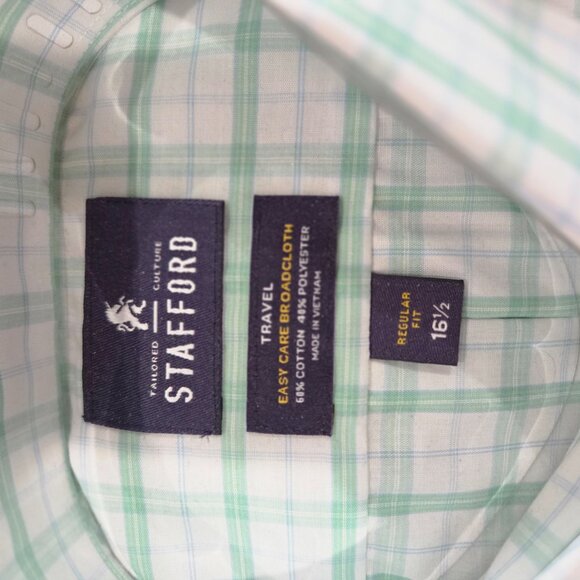 TAILORED CULTURE
STAFFORD
TRAVEL
EASY CARE BROADCLOTH
60% COTTON 40% POLYESTER
MADE IN VIETNAM
REGULAR
FIT
16½